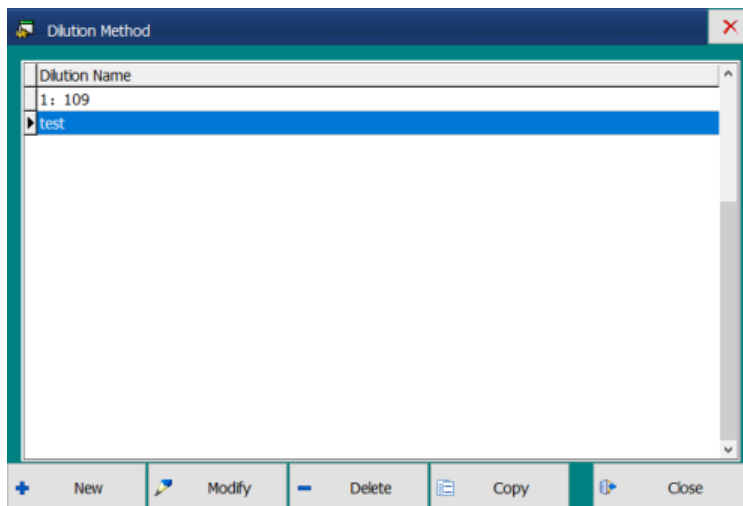 Dilution Method
Dilution Name
1：109
test
New Modify Delete Copy Close